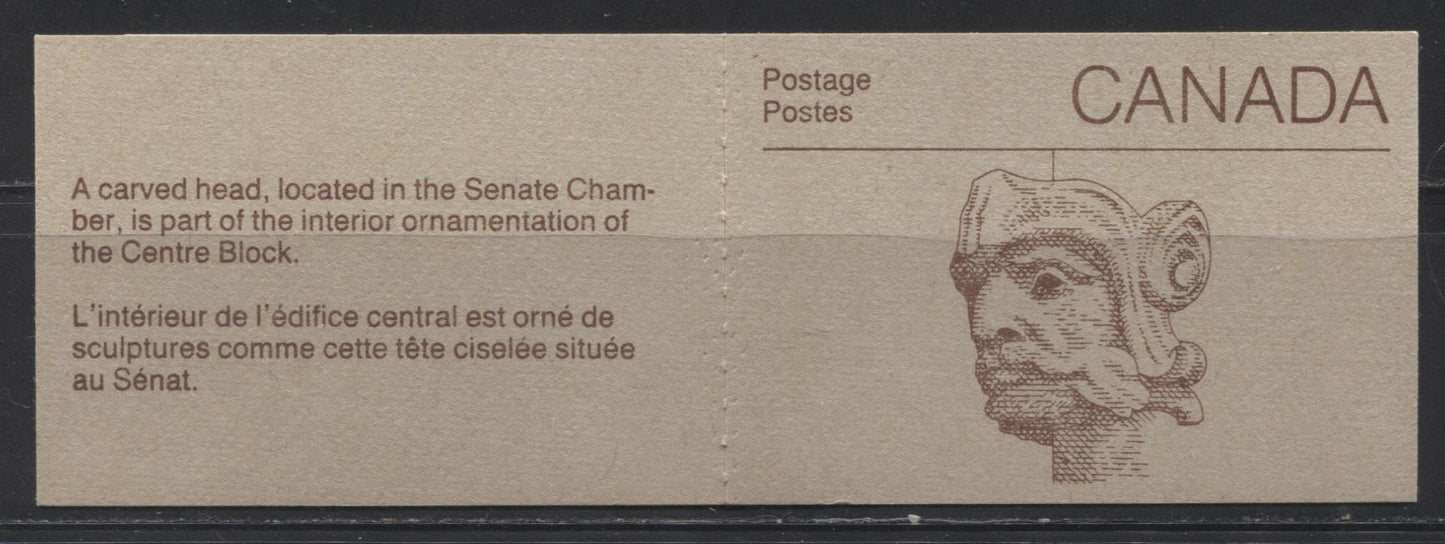 A carved head, located in the Senate Cham-
ber, is part of the interior ornamentation of
the Centre Block.
L'intérieur de l'édifice central est orné de
sculptures comme cette tête ciselée située
au Sénat.
Postage
Postes
CANADA